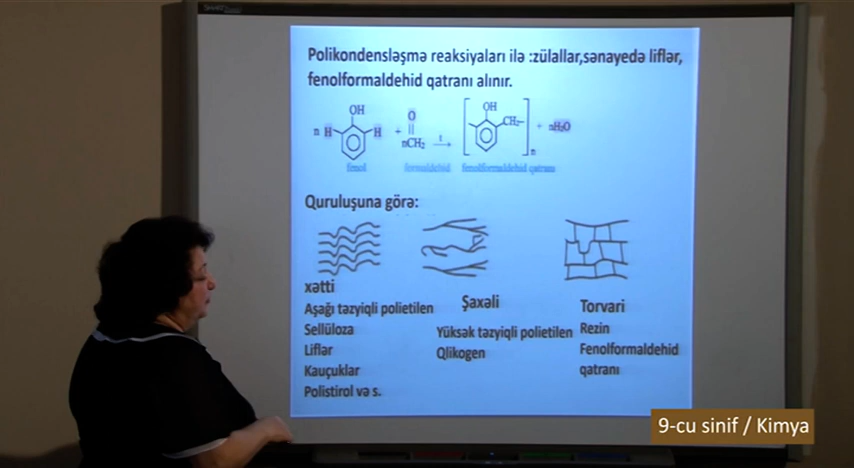 Polikondensləşmə reaksiyaları ilə :zülallar,sənayedə liflər,
fenolformaldehid qatranı alınır.
OH O OH
n H H + || CH₂- + nH₂O
nCH₂ t n
fenol formaldehid fenolformaldehid qatranı
Quruluşuna görə:
xətti
Aşağı təzyiqli polietilen
Sellüloza
Liflər
Kauçuklar
Polistirol və s.
Şaxəli
Yüksək təzyiqli polietilen
Qlikogen
Torvari
Rezin
Fenolformaldehid
qatranı
9-cu sinif / Kimya